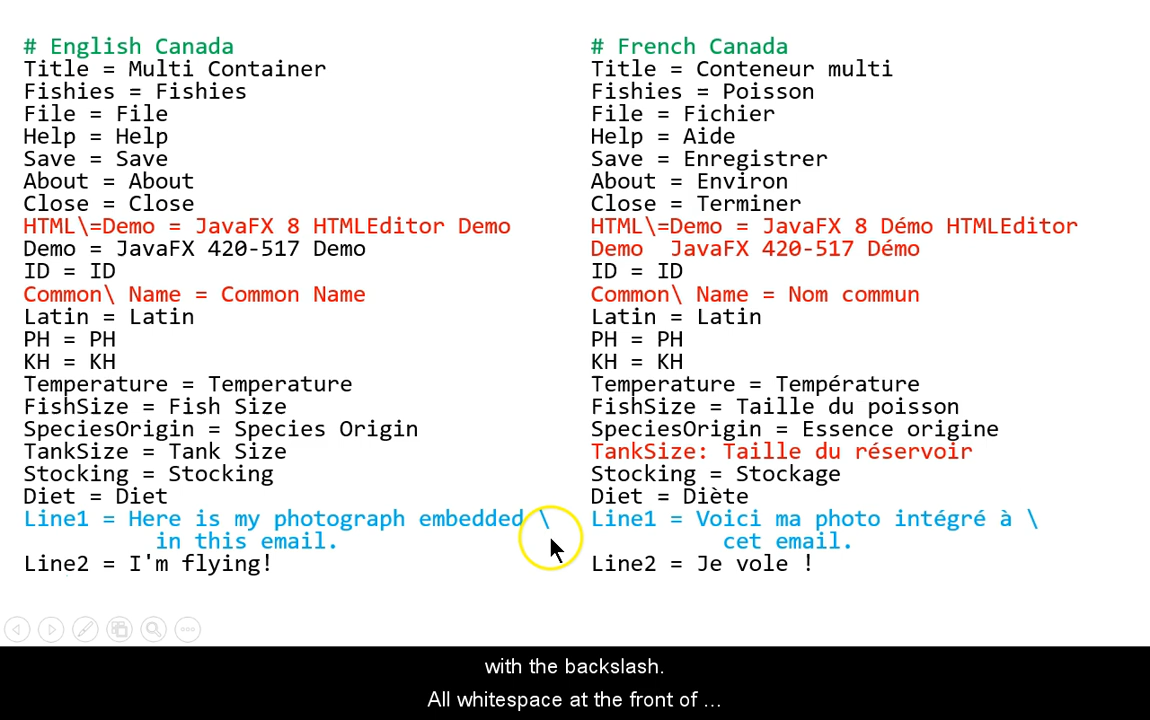 # English Canada
Title = Multi Container
Fishies = Fishies
File = File
Help = Help
Save = Save
About = About
Close = Close
HTML\=Demo = JavaFX 8 HTMLEditor Demo
Demo = JavaFX 420-517 Demo
ID = ID
Common\ Name = Common Name
Latin = Latin
PH = PH
KH = KH
Temperature = Temperature
FishSize = Fish Size
SpeciesOrigin = Species Origin
TankSize = Tank Size
Stocking = Stocking
Diet = Diet
Line1 = Here is my photograph embedded \
in this email.
Line2 = I'm flying!
# French Canada
Title = Conteneur multi
Fishies = Poisson
File = Fichier
Help = Aide
Save = Enregistrer
About = Environ
Close = Terminer
HTML\=Demo = JavaFX 8 Démo HTMLEditor
Demo  JavaFX 420-517 Démo
ID = ID
Common\ Name = Nom commun
Latin = Latin
PH = PH
KH = KH
Temperature = Température
FishSize = Taille du poisson
SpeciesOrigin = Essence origine
TankSize: Taille du réservoir
Stocking = Stockage
Diet = Diète
Line1 = Voici ma photo intégré à \
cet email.
Line2 = Je vole !
with the backslash.
All whitespace at the front of ...